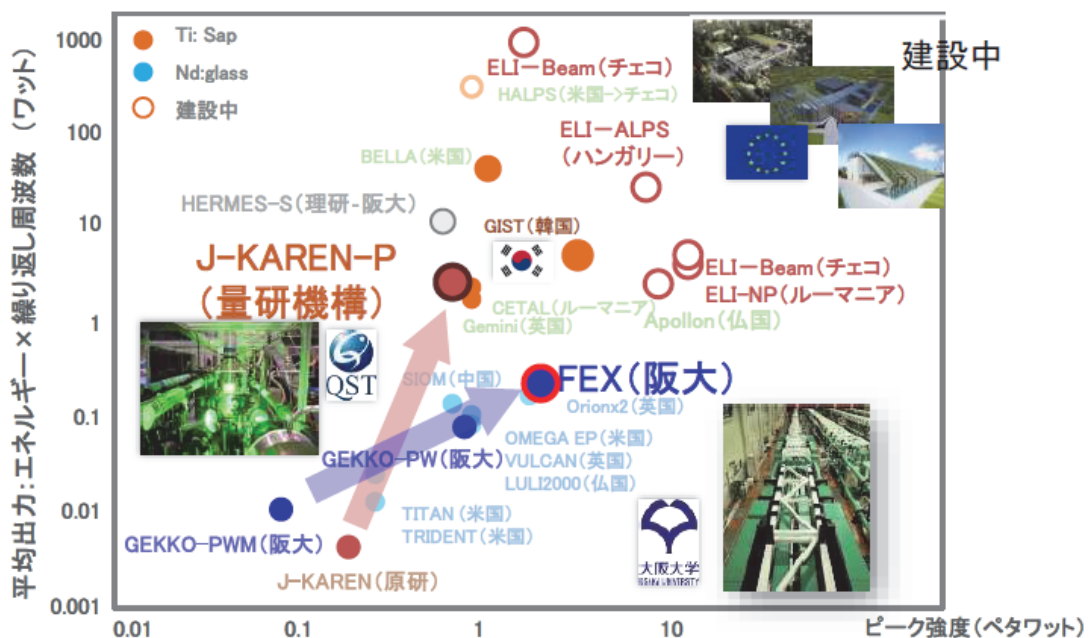 平均出力:エネルギー×繰り返し周波数 (ワット)
1000
100
10
1
0.1
0.01
0.001
Ti: Sap
Nd:glass
建設中
ELI-Beam(チェコ)
HALPS(米国->チェコ)
建設中
ELI-ALPS
(ハンガリー)
BELLA(米国)
HERMES-S(理研-阪大)
GIST(韓国)
J-KAREN-P
(量研機構)
ELI-Beam(チェコ)
ELI-NP(ルーマニア)
CETAL(ルーマニア)
Gemini(英国)
Apollon(仏国)
QST
SIOM(中国)
FEX(阪大)
Orionx2(英国)
GEKKO-PW(阪大)
OMEGA EP(米国)
VULCAN(英国)
LULI2000(仏国)
TITAN(米国)
TRIDENT(米国)
GEKKO-PWM(阪大)
J-KAREN(原研)
大阪大学
OSAKA UNIVERSITY
0.01
0.1
1
10
ピーク強度(ペタワット)